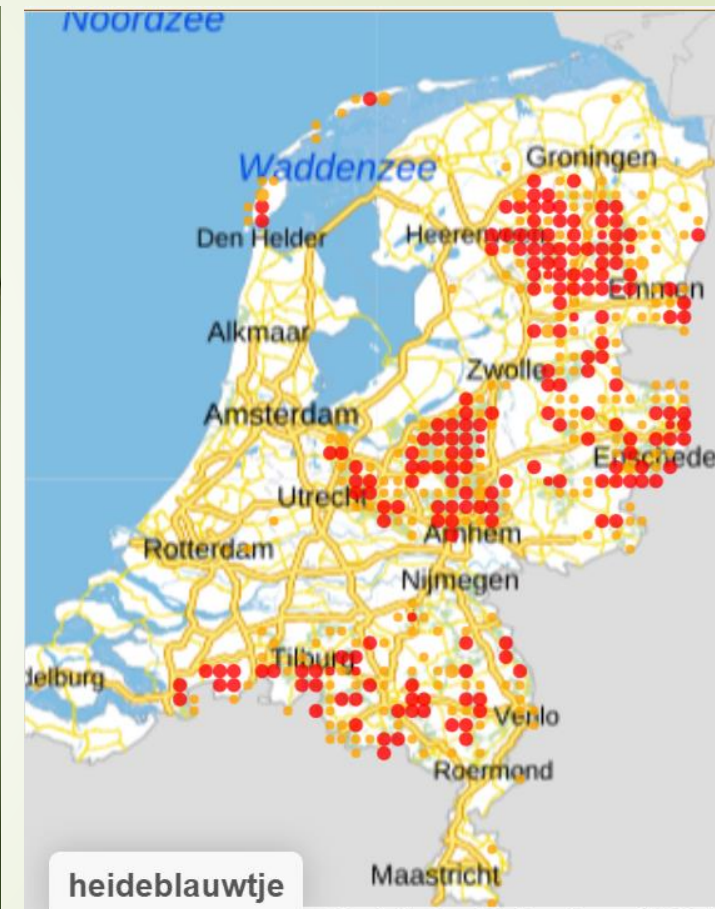 Noordzee
Groningen
Waddenzee
Den Helder
Heerenveen
Emmen
Alkmaar
Zwolle
Amsterdam
Enschede
Utrecht
Arnhem
Rotterdam
Nijmegen
Tilburg
delburg
Venlo
Roermond
Maastricht
heideblauwtje